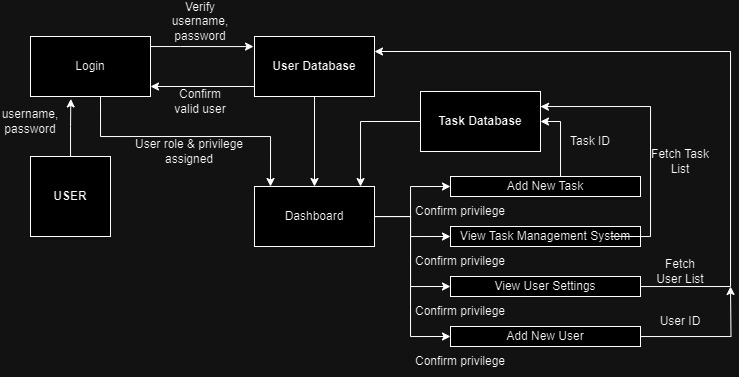 Verify
username,
password
Login
User Database
Confirm
valid user
username,
password
Task Database
User role & privilege
assigned
Task ID
Fetch Task
List
USER
Dashboard
Add New Task
Confirm privilege
View Task Management System
Confirm privilege
Fetch
User List
View User Settings
Confirm privilege
User ID
Add New User
Confirm privilege